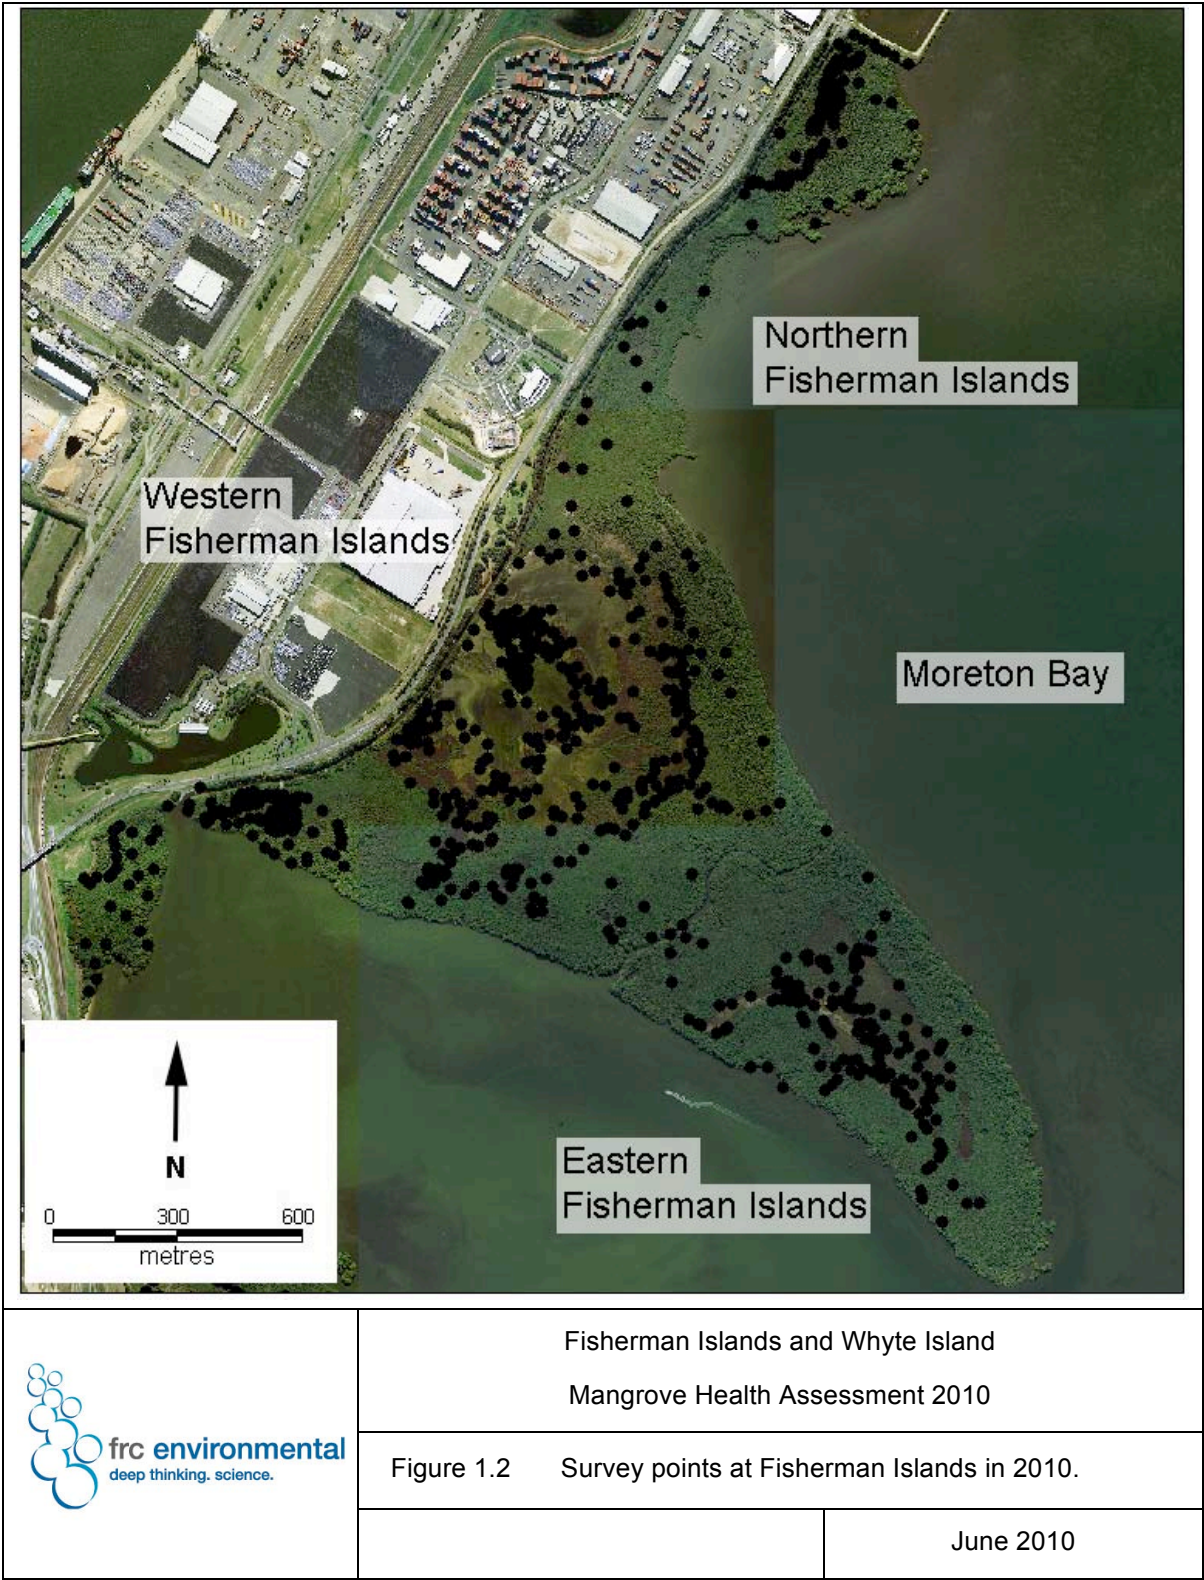 Northern
Fisherman Islands
Western
Fisherman Islands
Moreton Bay
Eastern
Fisherman Islands
N
0 300 600
metres
frc environmental
deep thinking. science.
Fisherman Islands and Whyte Island
Mangrove Health Assessment 2010
Figure 1.2 Survey points at Fisherman Islands in 2010.
June 2010